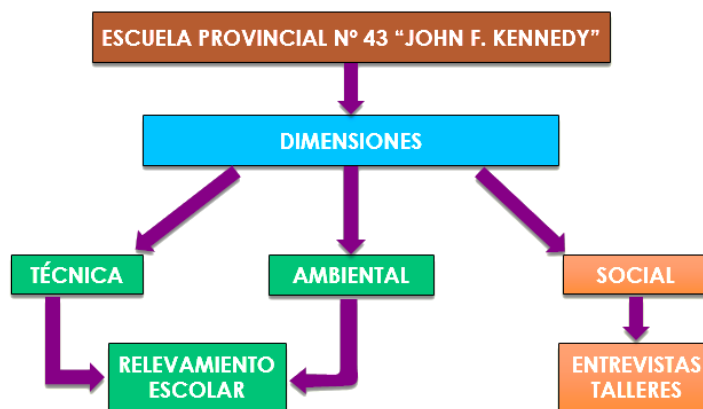 ESCUELA PROVINCIAL Nº 43 “JOHN F. KENNEDY”
DIMENSIONES
TÉCNICA
AMBIENTAL
SOCIAL
RELEVAMIENTO
ESCOLAR
ENTREVISTAS
TALLERES